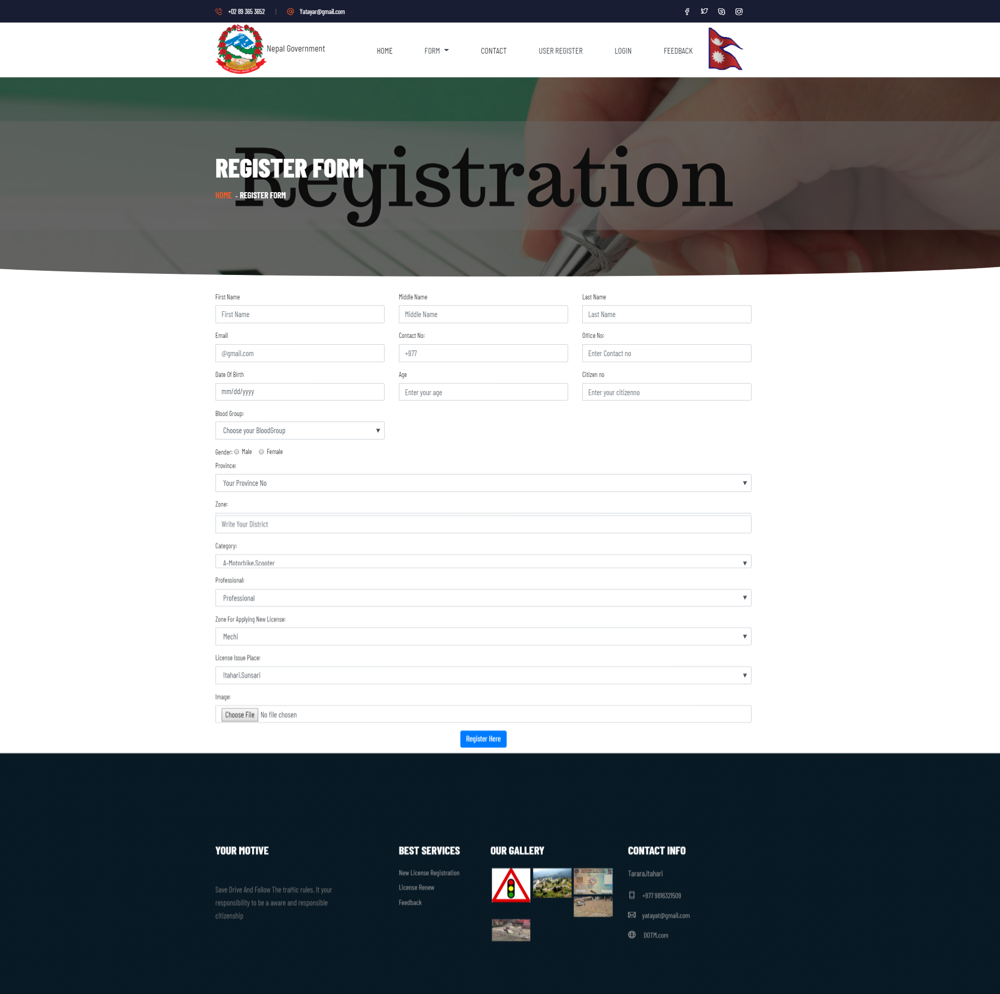 +02 89 365 3652 | Yatayar@gmail.com
Nepal Government
HOME FORM CONTACT USER REGISTER LOGIN FEEDBACK
Registration
REGISTER FORM
HOME - REGISTER FORM
First Name Middle Name Last Name
First Name Middle Name Last Name
Email Contact No: Office No:
@gmail.com +977 Enter Contact no
Date Of Birth Age Citizen no
mm/dd/yyyy Enter your age Enter your citizenno
Blood Group:
Choose your BloodGroup
Gender: Male Female
Province:
Your Province No
Zone:
Write Your District
Category:
A-Motorbike,Scooter
Professional:
Professional
Zone For Applying New License:
Mechi
License Issue Place:
Itahari,Sunsari
Image:
Choose File No file chosen
Register Here
YOUR MOTIVE
Save Drive And Follow The traffic rules. It your
responsibility to be a aware and responsible
citizenship
BEST SERVICES
New License Registration
License Renew
Feedback
OUR GALLERY
CONTACT INFO
Tarara,Itahari
+977 9816321509
yatayat@gmail.com
DOTM.com